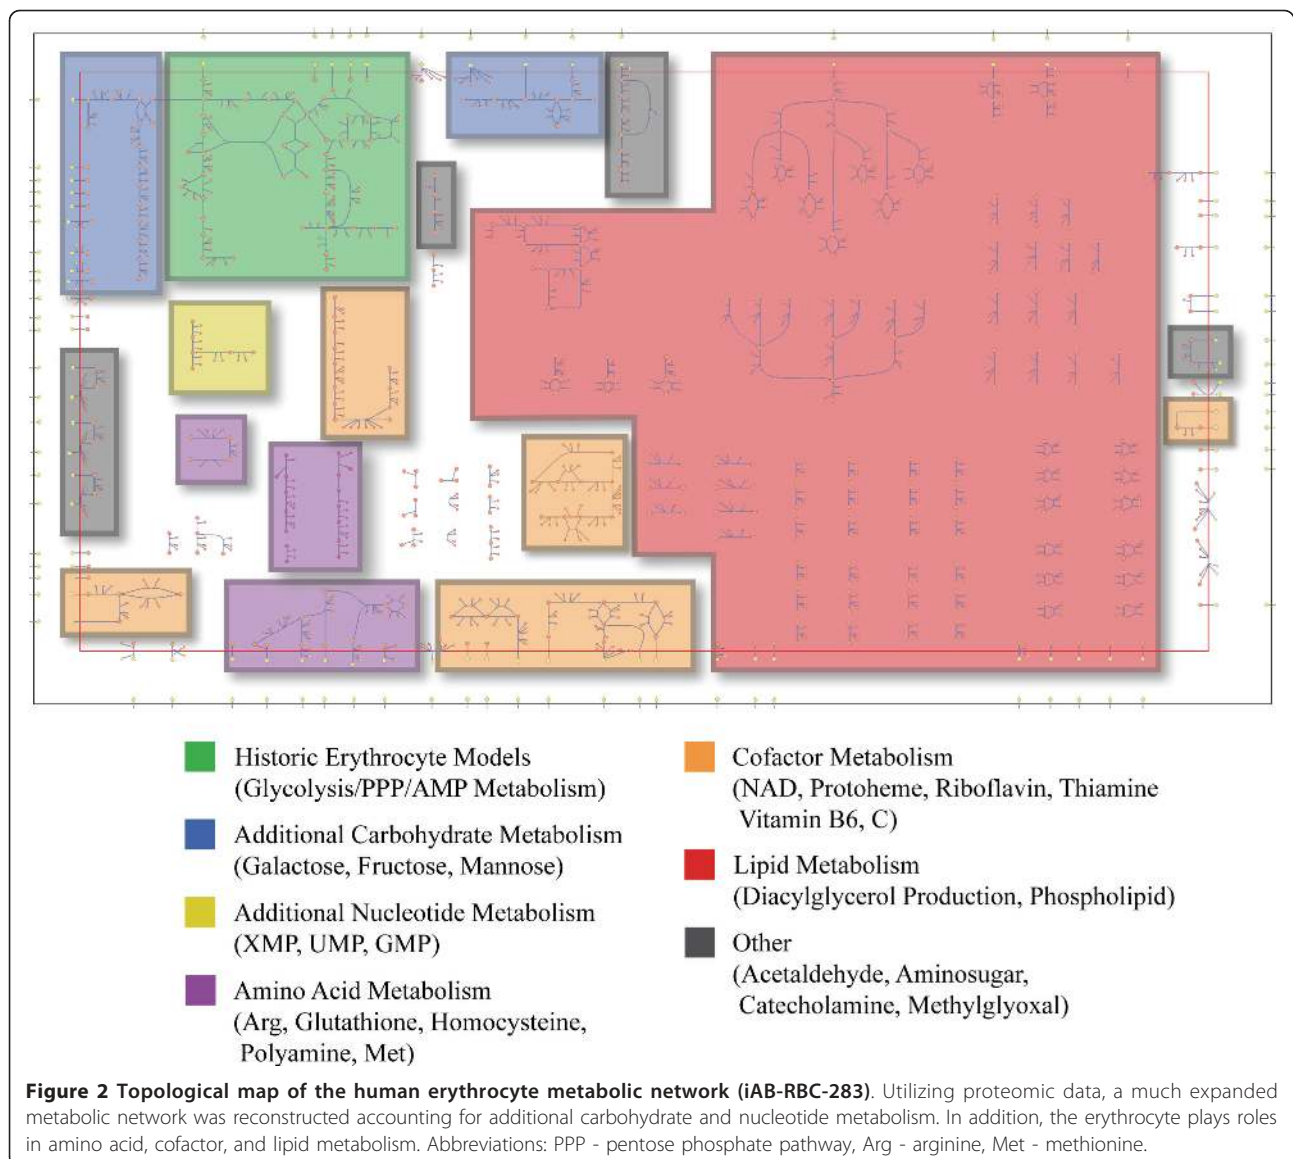 Historic Erythrocyte Models
(Glycolysis/PPP/AMP Metabolism)
Additional Carbohydrate Metabolism
(Galactose, Fructose, Mannose)
Additional Nucleotide Metabolism
(XMP, UMP, GMP)
Amino Acid Metabolism
(Arg, Glutathione, Homocysteine,
Polyamine, Met)
Cofactor Metabolism
(NAD, Protoheme, Riboflavin, Thiamine
Vitamin B6, C)
Lipid Metabolism
(Diacylglycerol Production, Phospholipid)
Other
(Acetaldehyde, Aminosugar,
Catecholamine, Methylglyoxal)
Figure 2 Topological map of the human erythrocyte metabolic network (iAB-RBC-283). Utilizing proteomic data, a much expanded
metabolic network was reconstructed accounting for additional carbohydrate and nucleotide metabolism. In addition, the erythrocyte plays roles
in amino acid, cofactor, and lipid metabolism. Abbreviations: PPP - pentose phosphate pathway, Arg - arginine, Met - methionine.